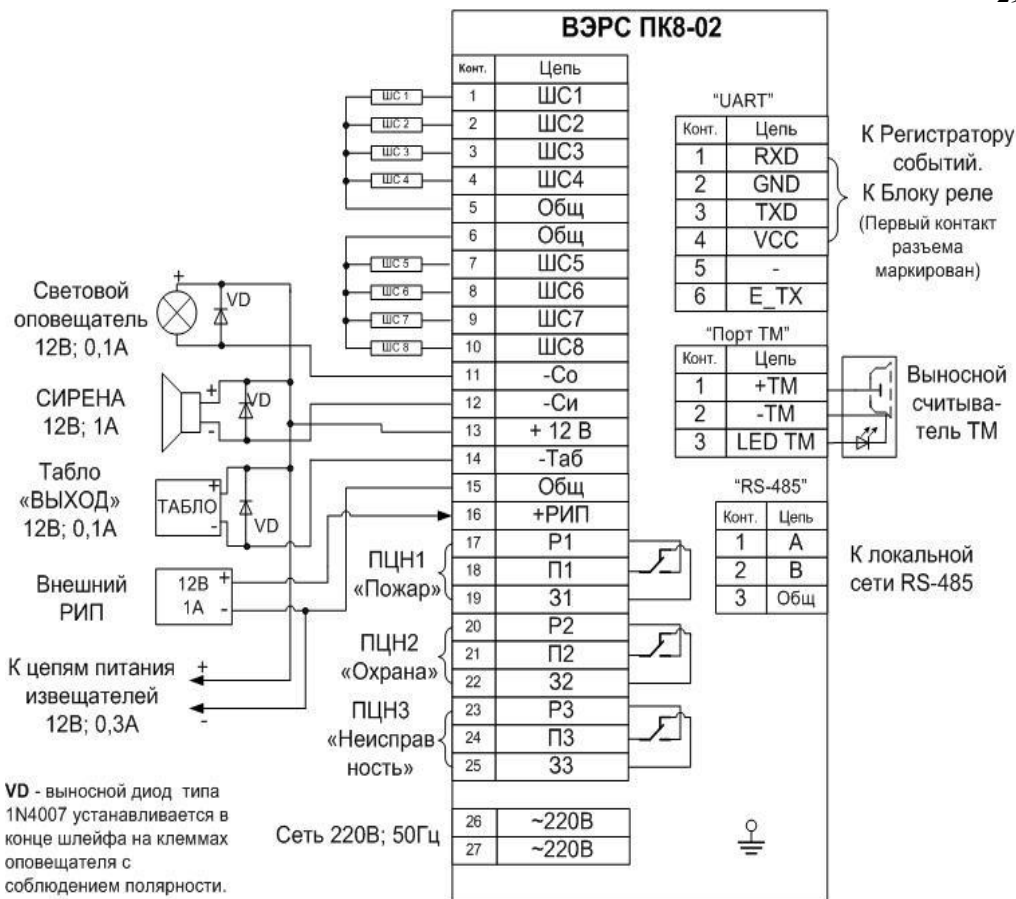 ВЭРС ПК8-02
Конт. Цепь
1 ШС1
2 ШС2
3 ШС3
4 ШС4
5 Общ
6 Общ
7 ШС5
8 ШС6
9 ШС7
10 ШС8
11 -Со
12 -Си
13 + 12 В
14 -Таб
15 Общ
16 +РИП
17 Р1
18 П1
19 З1
20 Р2
21 П2
22 З2
23 Р3
24 П3
25 З3
26 ~220В
27 ~220В
ШС 1
ШС 2
ШС 3
ШС 4
ШС 5
ШС 6
ШС 7
ШС 8
Световой
оповещатель
12В; 0,1А
+
VD
СИРЕНА
12В; 1А
+
-
VD
Табло
«ВЫХОД»
12В; 0,1А
ТАБЛО
+
-
VD
Внешний
РИП
12В +
1А -
К цепям питания
извещателей
12В; 0,3А
+
-
ПЦН1
«Пожар»
ПЦН2
«Охрана»
ПЦН3
«Неисправ
ность»
Сеть 220В; 50Гц
VD - выносной диод типа
1N4007 устанавливается в
конце шлейфа на клеммах
оповещателя с
соблюдением полярности.
“UART”
Конт. Цепь
1 RXD
2 GND
3 TXD
4 VCC
5 -
6 E_TX
К Регистратору
событий.
К Блоку реле
(Первый контакт
разъема
маркирован)
“Порт ТМ”
Конт. Цепь
1 +ТМ
2 -ТМ
3 LED TM
Выносной
считыва-
тель ТМ
“RS-485”
Конт. Цепь
1 A
2 B
3 Общ
К локальной
сети RS-485